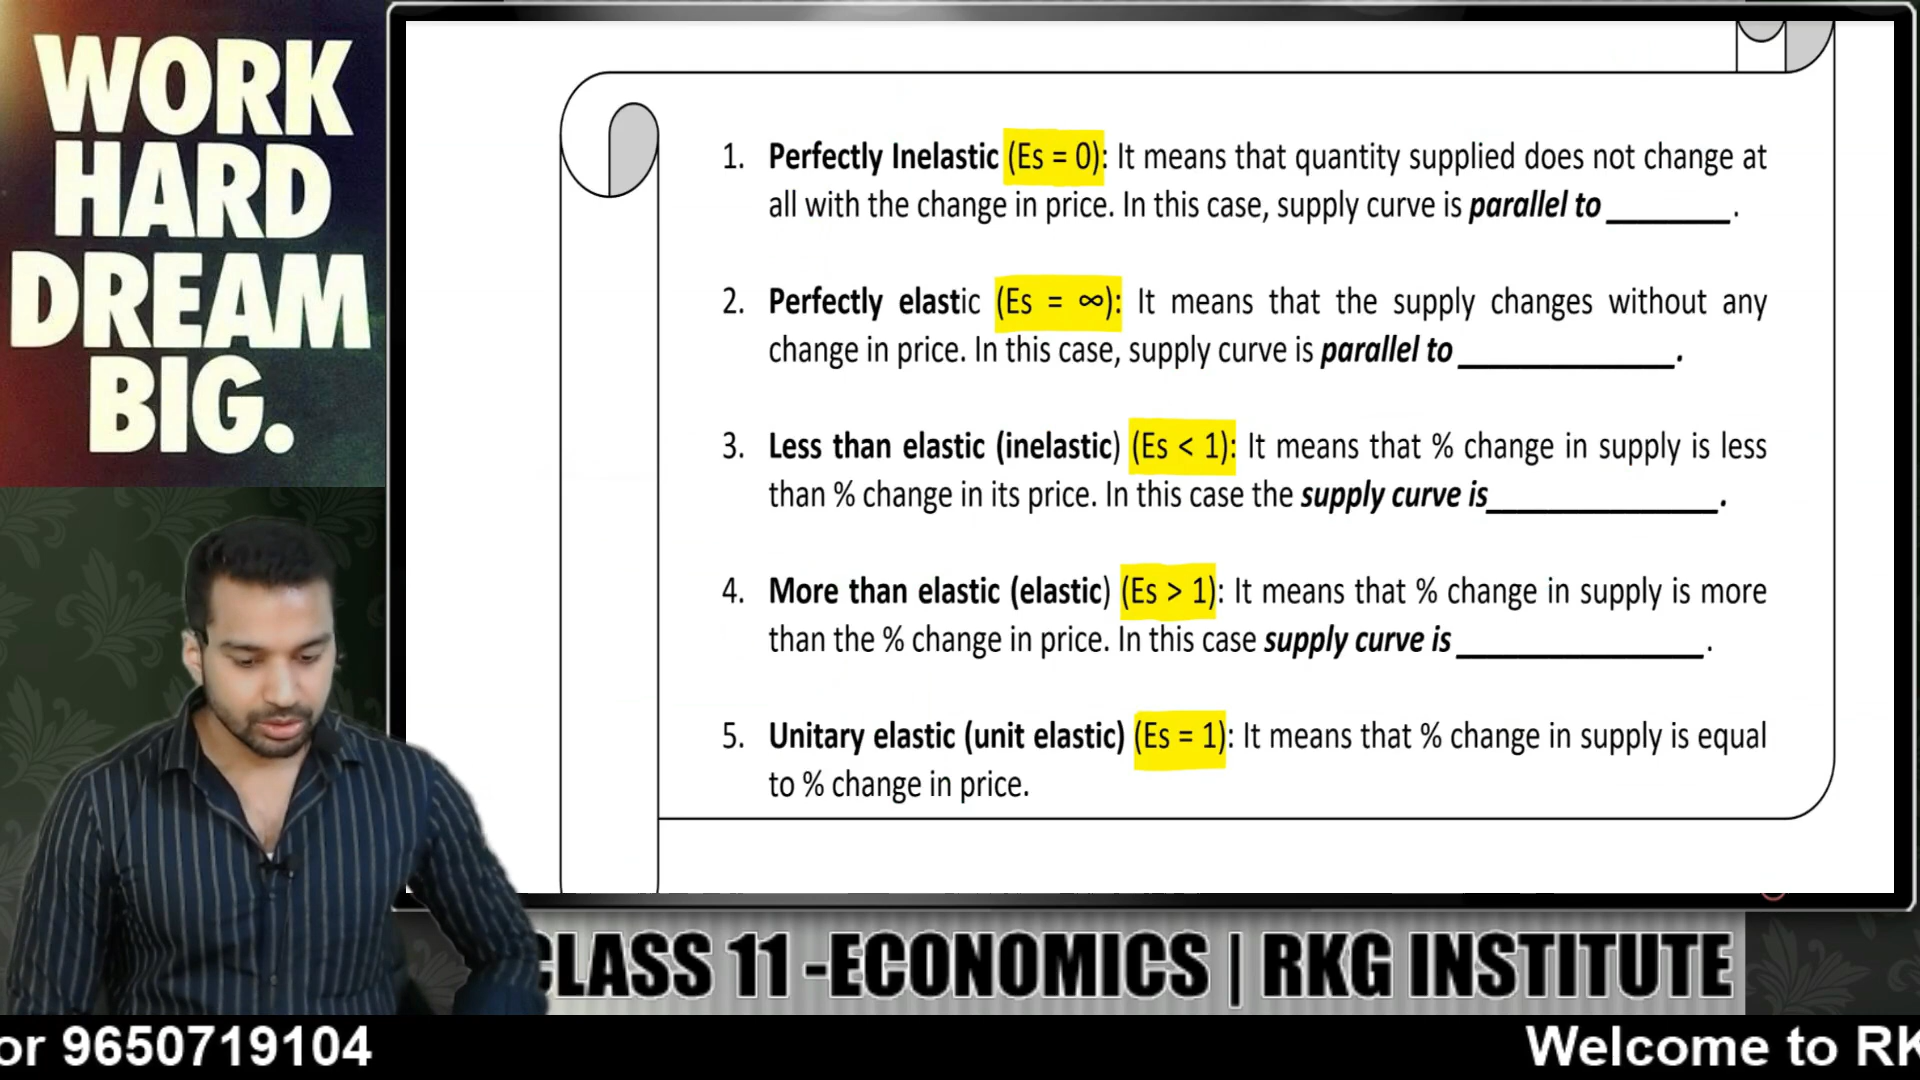 WORK
HARD
DREAM
BIG.
1. Perfectly Inelastic (Es = 0): It means that quantity supplied does not change at
all with the change in price. In this case, supply curve is parallel to ________.
2. Perfectly elastic (Es = ∞): It means that the supply changes without any
change in price. In this case, supply curve is parallel to ______________.
3. Less than elastic (inelastic) (Es < 1): It means that % change in supply is less
than % change in its price. In this case the supply curve is_______________.
4. More than elastic (elastic) (Es > 1): It means that % change in supply is more
than the % change in price. In this case supply curve is ________________.
5. Unitary elastic (unit elastic) (Es = 1): It means that % change in supply is equal
to % change in price.
CLASS 11 -ECONOMICS | RKG INSTITUTE
or 9650719104
Welcome to RK